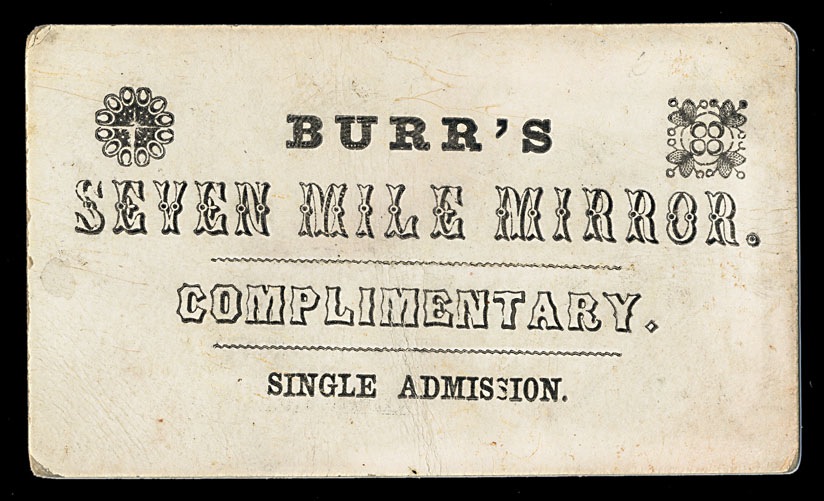 BURR'S
SEVEN MILE MIRROR.
COMPLIMENTARY.
SINGLE ADMISSION.